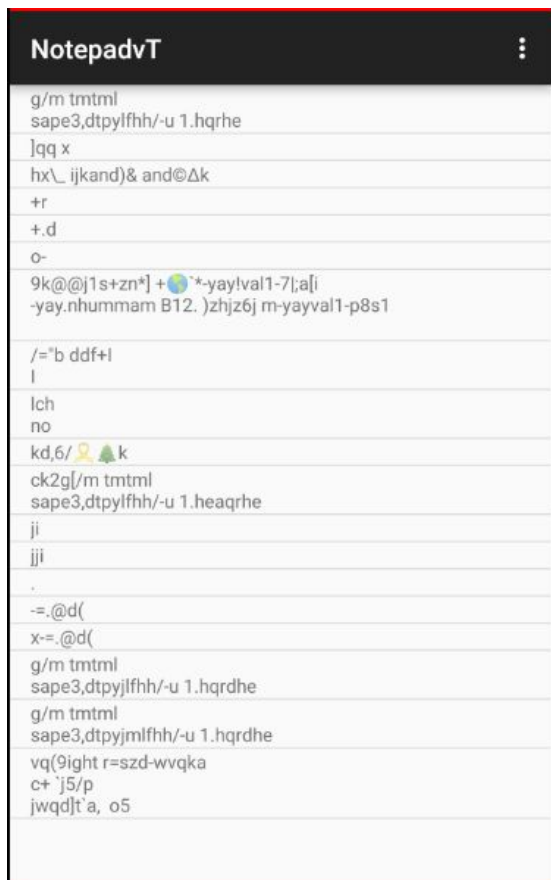 NotepadvT
g/m tmtml
sape3,dtpylfhh/-u 1.hqrhe
]qq x
hx\_ ijkand)& and©Δk
+r
+.d
o-
9k@@j1s+zn*] +🌎`*-yay!val1-7|;a[i
-yay.nhummam B12. )zhjz6j m-yayval1-p8s1
/="b ddf+l
l
lch
no
kd,6/🎗️ 🌲k
ck2g[/m tmtml
sape3,dtpylfhh/-u 1.heaqrhe
ji
jji
.
-=.@d(
x-=.@d(
g/m tmtml
sape3,dtpyjlfhh/-u 1.hqrdhe
g/m tmtml
sape3,dtpyjmlfhh/-u 1.hqrdhe
vq(9ight r=szd-wvqka
c+ `j5/p
jwqd]t`a,  o5